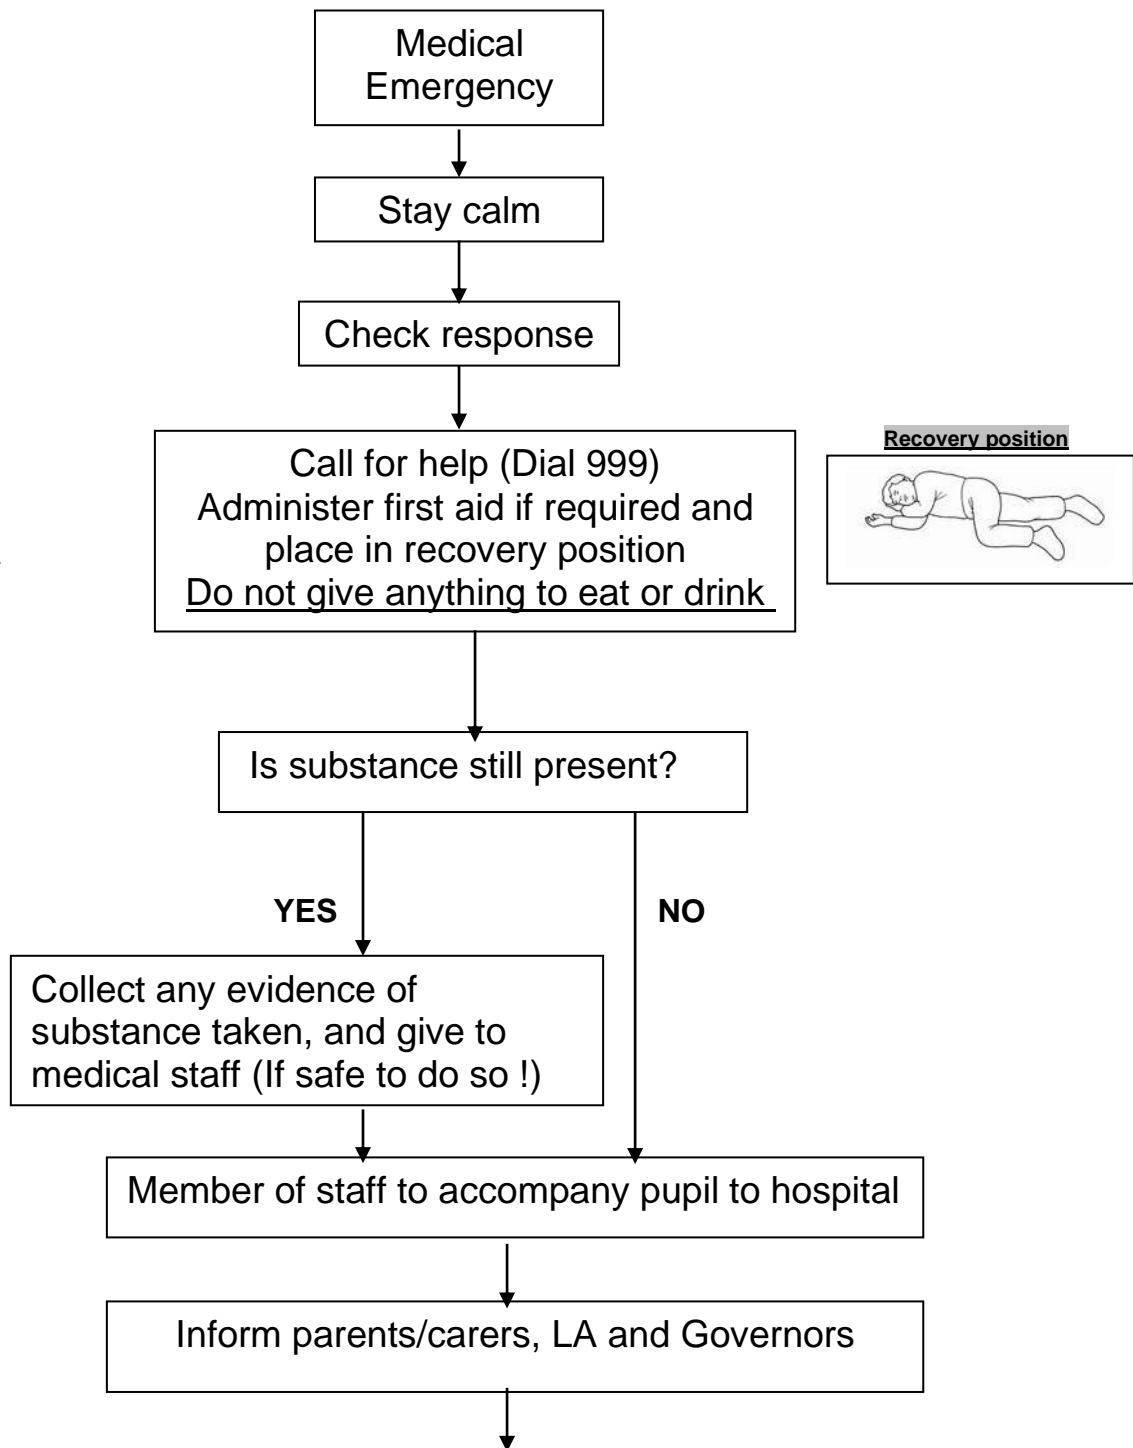 Medical
Emergency
Stay calm
Check response
Call for help (Dial 999)
Administer first aid if required and
place in recovery position
Do not give anything to eat or drink
Recovery position
Is substance still present?
YES
NO
Collect any evidence of
substance taken, and give to
medical staff (If safe to do so !)
Member of staff to accompany pupil to hospital
Inform parents/carers, LA and Governors